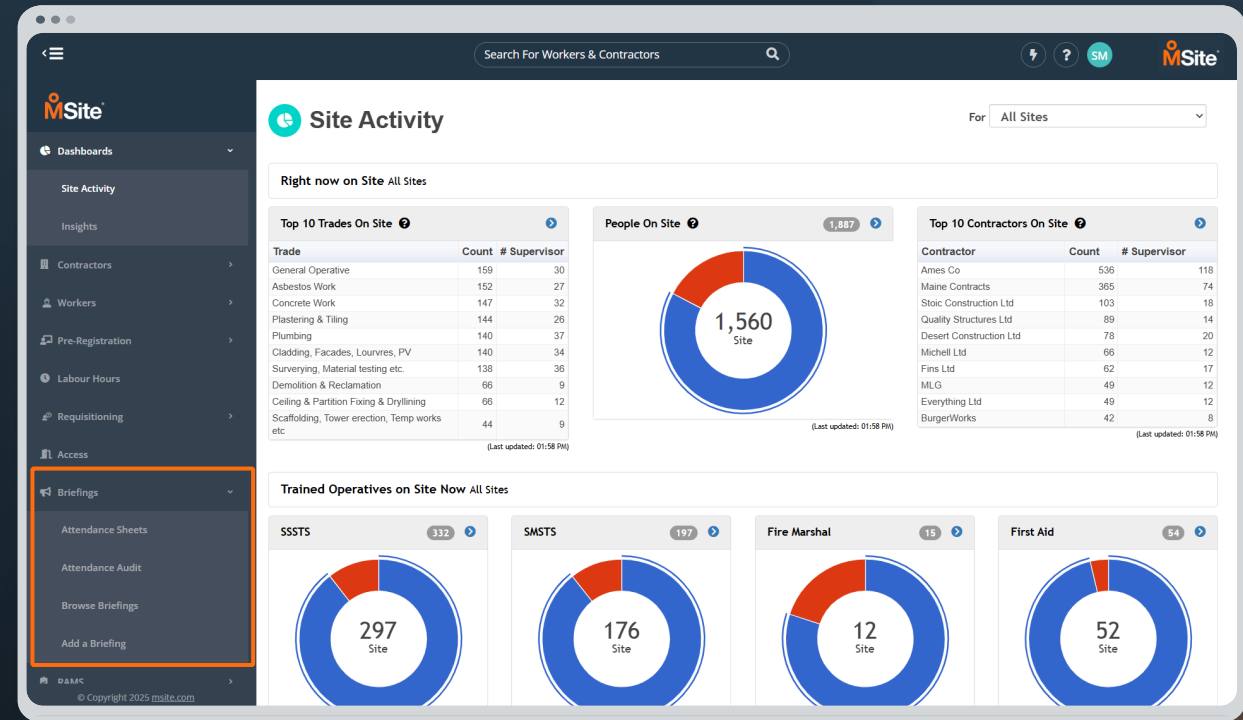 Search For Workers & Contractors
?
SM
MSite
MSite
Dashboards
Site Activity
Insights
Contractors
Workers
Pre-Registration
Labour Hours
Requisitioning
Access
Briefings
Attendance Sheets
Attendance Audit
Browse Briefings
Add a Briefing
RAMS
© Copyright 2025 msite.com
Site Activity
For All Sites
Right now on Site All Sites
Top 10 Trades On Site ?
Trade Count # Supervisor
General Operative 159 30
Asbestos Work 152 27
Concrete Work 147 32
Plastering & Tiling 144 26
Plumbing 140 37
Cladding, Facades, Lourvres, PV 140 34
Surverying, Material testing etc. 138 36
Demolition & Reclamation 66 9
Ceiling & Partition Fixing & Dryllining 66 12
Scaffolding, Tower erection, Temp works
etc 44 9
(Last updated: 01:58 PM)
People On Site ? 1,887
1,560
Site
(Last updated: 01:58 PM)
Top 10 Contractors On Site ?
Contractor Count # Supervisor
Ames Co 536 118
Maine Contracts 365 74
Stoic Construction Ltd 103 18
Quality Structures Ltd 89 14
Desert Construction Ltd 78 20
Michell Ltd 66 12
Fins Ltd 62 17
MLG 49 12
Everything Ltd 49 12
BurgerWorks 42 8
(Last updated: 01:58 PM)
Trained Operatives on Site Now All Sites
SSSTS 332
297
Site
SMSTS 197
176
Site
Fire Marshal 15
12
Site
First Aid 54
52
Site